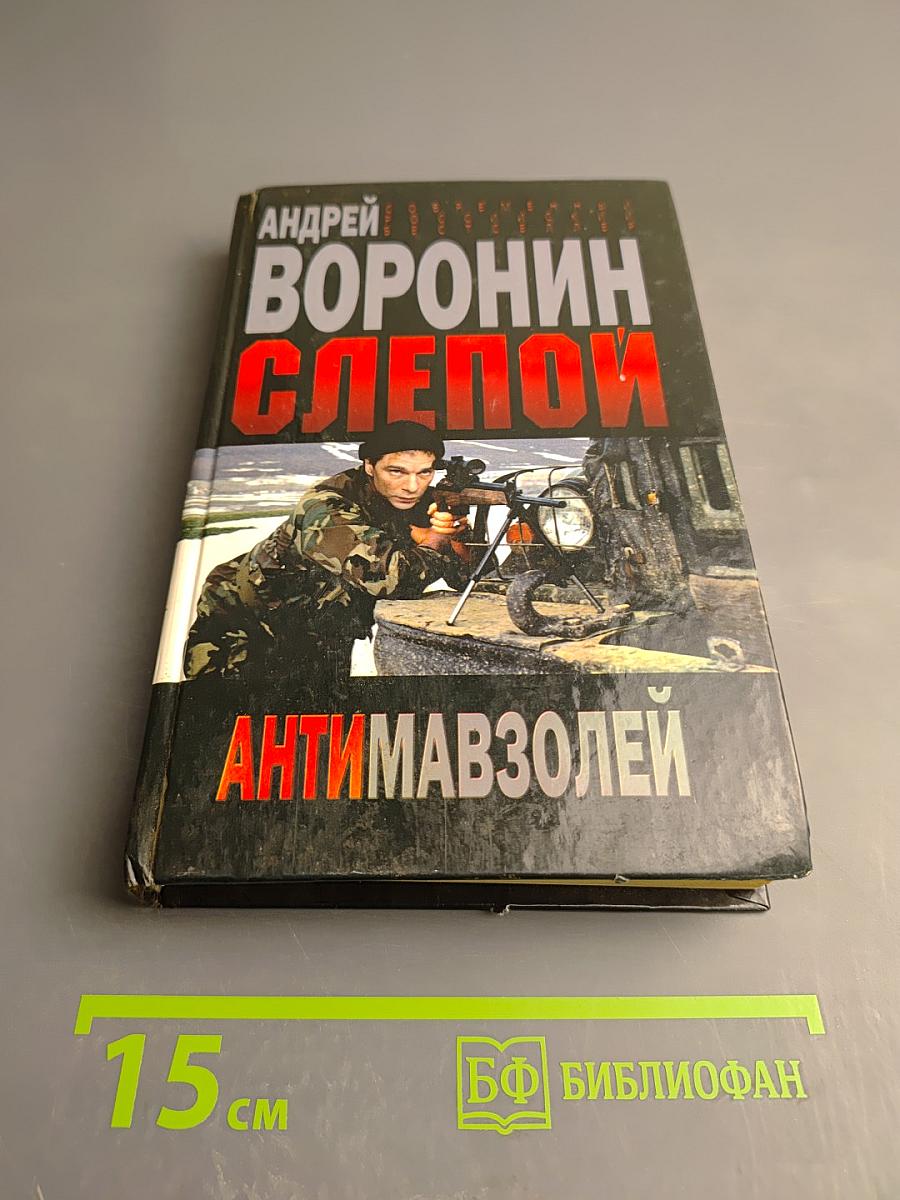 АНДРЕЙ
ВОРОНИН
СЛЕПОЙ
АНТИМАВЗОЛЕЙ
15 см
БФ БИБЛИОФАН